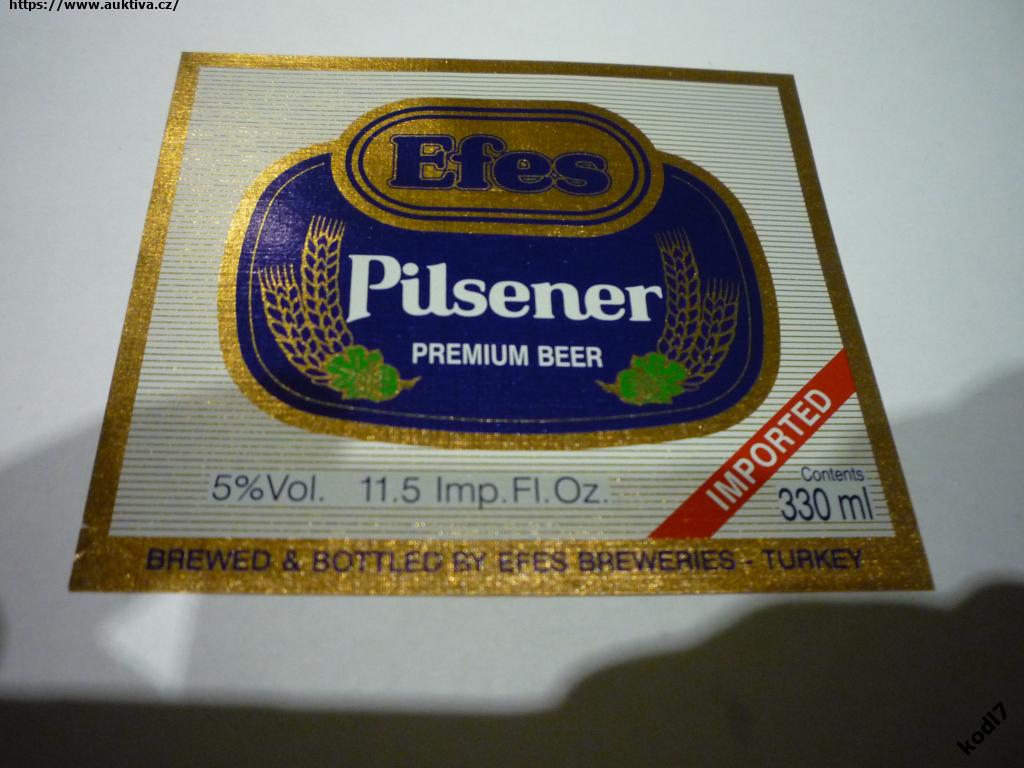 https://www.auktiva.cz/
Efes
Pilsener
PREMIUM BEER
IMPORTED
5%Vol. 11.5 Imp.Fl.Oz.
Contents
330 ml
BREWED & BOTTLED BY EFES BREWERIES - TURKEY
kodl7